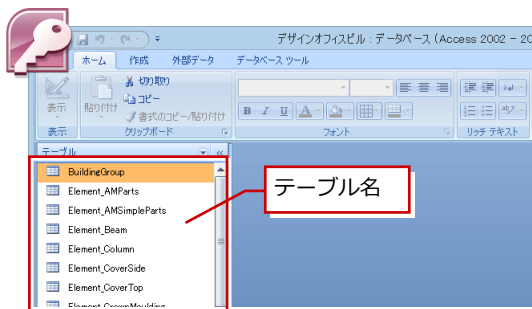 デザインオフィスビル : データベース (Access 2002 - 20
ホーム 作成 外部データ データベース ツール
表示
貼り付け
切り取り
コピー
書式のコピー/貼り付け
B I U A
表示 クリップボード フォント リッチ テキスト
テーブル
BuildingGroup
Element_AMParts
Element_AMSimpleParts
Element_Beam
Element_Column
Element_CoverSide
Element_CoverTop
Element_CrownMoulding
テーブル名